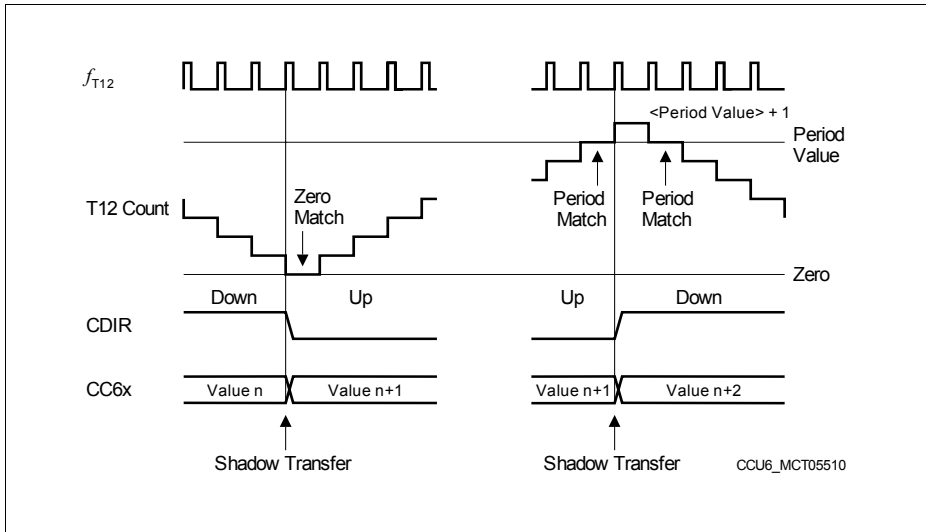 fT12
<Period Value> + 1
Period
Value
Zero
Match
Period
Match
Period
Match
T12 Count
Zero
Down
Up
Up
Down
CDIR
CC6x
Value n
Value n+1
Value n+1
Value n+2
Shadow Transfer
Shadow Transfer
CCU6_MCT05510